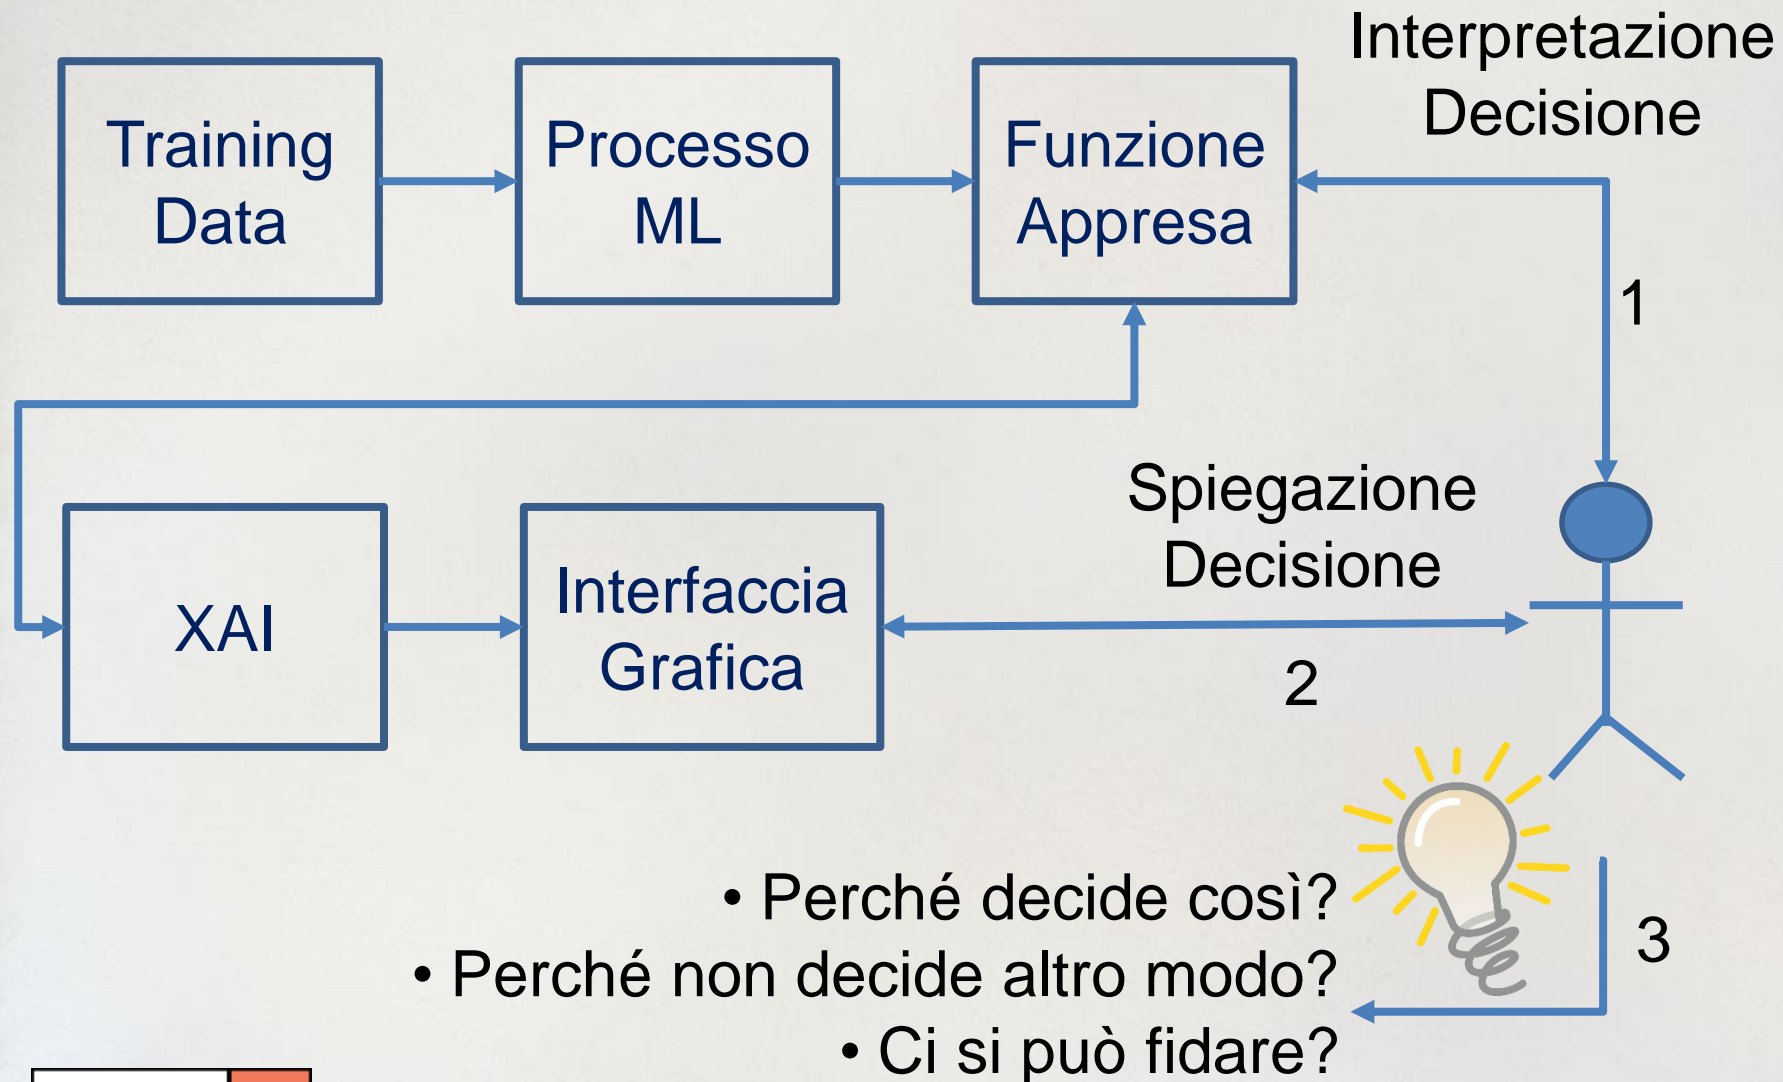 Interpretazione
Decisione
Training
Data
Processo
ML
Funzione
Appresa
1
Spiegazione
Decisione
XAI
Interfaccia
Grafica
2
• Perché decide così?
• Perché non decide altro modo?
• Ci si può fidare?
3